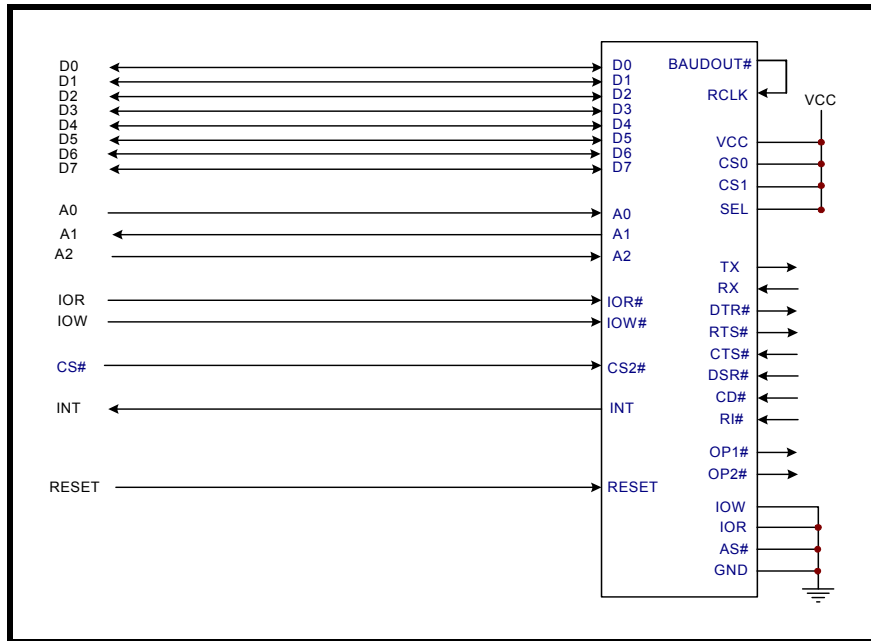 D0 D0 BAUDOUT#
D1 D1
D2 D2 RCLK
D3 D3 VCC
D4 D4
D5 D5 VCC
D6 D6 CS0
D7 D7
CS1
A0 A0 SEL
A1 A1
A2 A2 TX
RX
IOR IOR# DTR#
IOW IOW# RTS#
CTS#
CS# CS2# DSR#
CD#
INT INT RI#
OP1#
OP2#
RESET RESET
IOW
IOR
AS#
GND